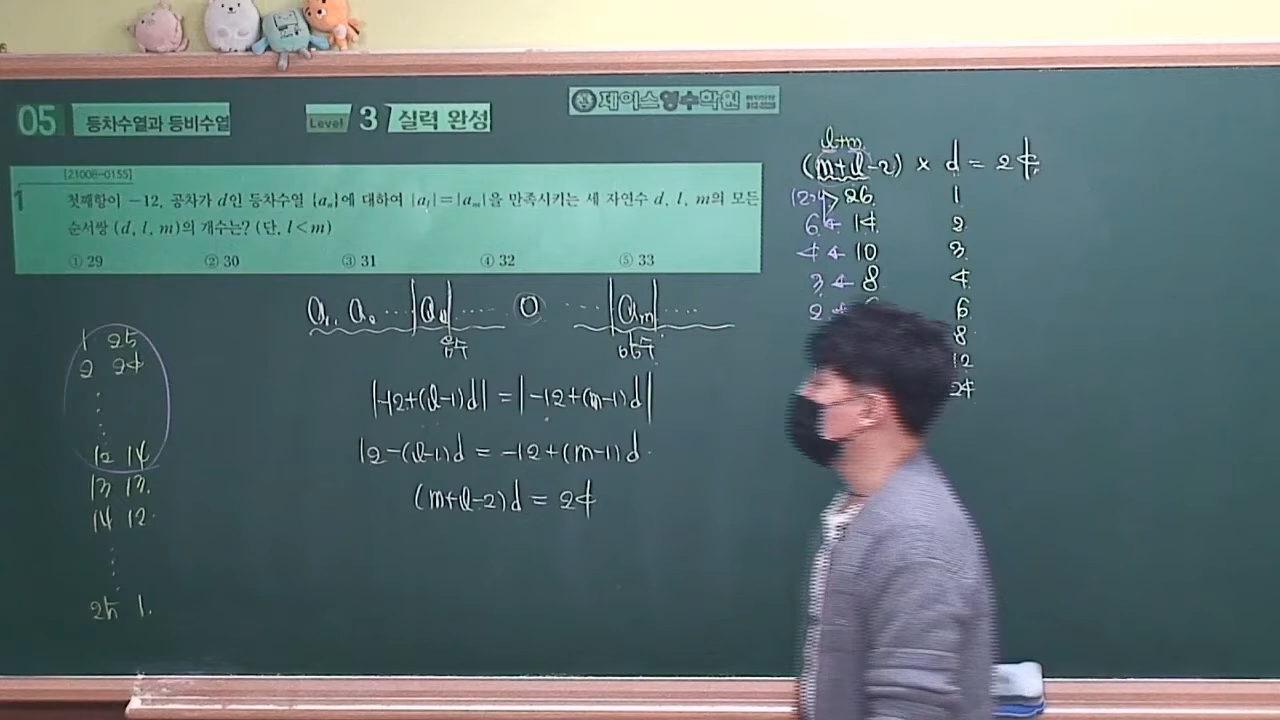 05 등차수열과 등비수열 Level 3 실력 완성
제이스영수학원
[21008-0155]
1 첫째항이 −12, 공차가 d인 등차수열 {aₙ}에 대하여 |aₗ|=|aₘ|을 만족시키는 세 자연수 d, l, m의 모든
순서쌍 (d, l, m)의 개수는? (단, l<m)
① 29 ② 30 ③ 31 ④ 32 ⑤ 33
l+m
(m+l-2) × d = 24
26 1
6 ← 14 2
4 ← 10 3
3 ← 8 4
2 6
8
12
24
0 aₘ
음수
|-12+(l-1)d| = |-12+(m-1)d|
12-(l-1)d = -12+(m-1)d
(m+l-2)d = 24
1 25
2 24
12 14
13 13
14 12
25 1